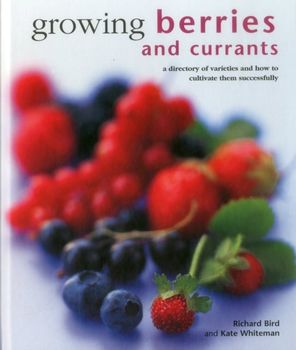 growing berries
and currants
a directory of varieties and how to
cultivate them successfully
Richard Bird
and Kate Whiteman